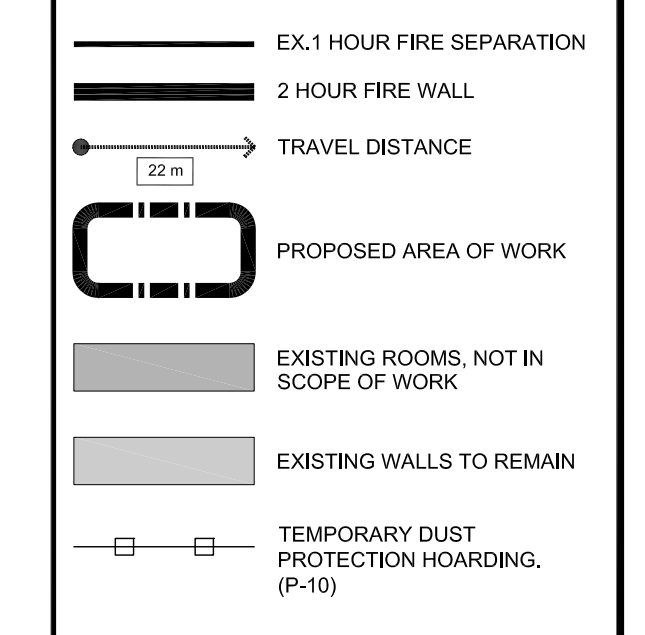 EX.1 HOUR FIRE SEPARATION
2 HOUR FIRE WALL
TRAVEL DISTANCE
22 m
PROPOSED AREA OF WORK
EXISTING ROOMS, NOT IN
SCOPE OF WORK
EXISTING WALLS TO REMAIN
TEMPORARY DUST
PROTECTION HOARDING.
(P-10)